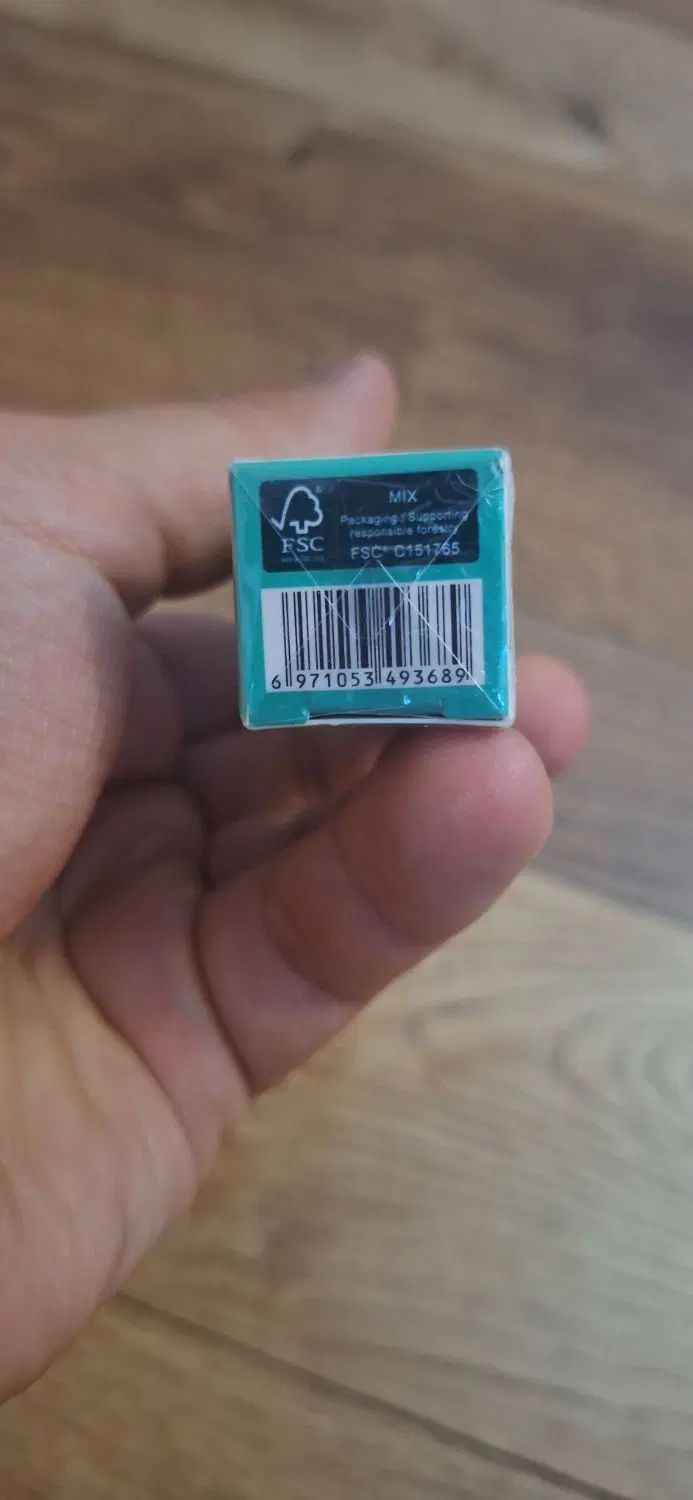 MIX
Packaging | Supporting
responsible forestry
FSC® C151765
FSC
6 971053 493689